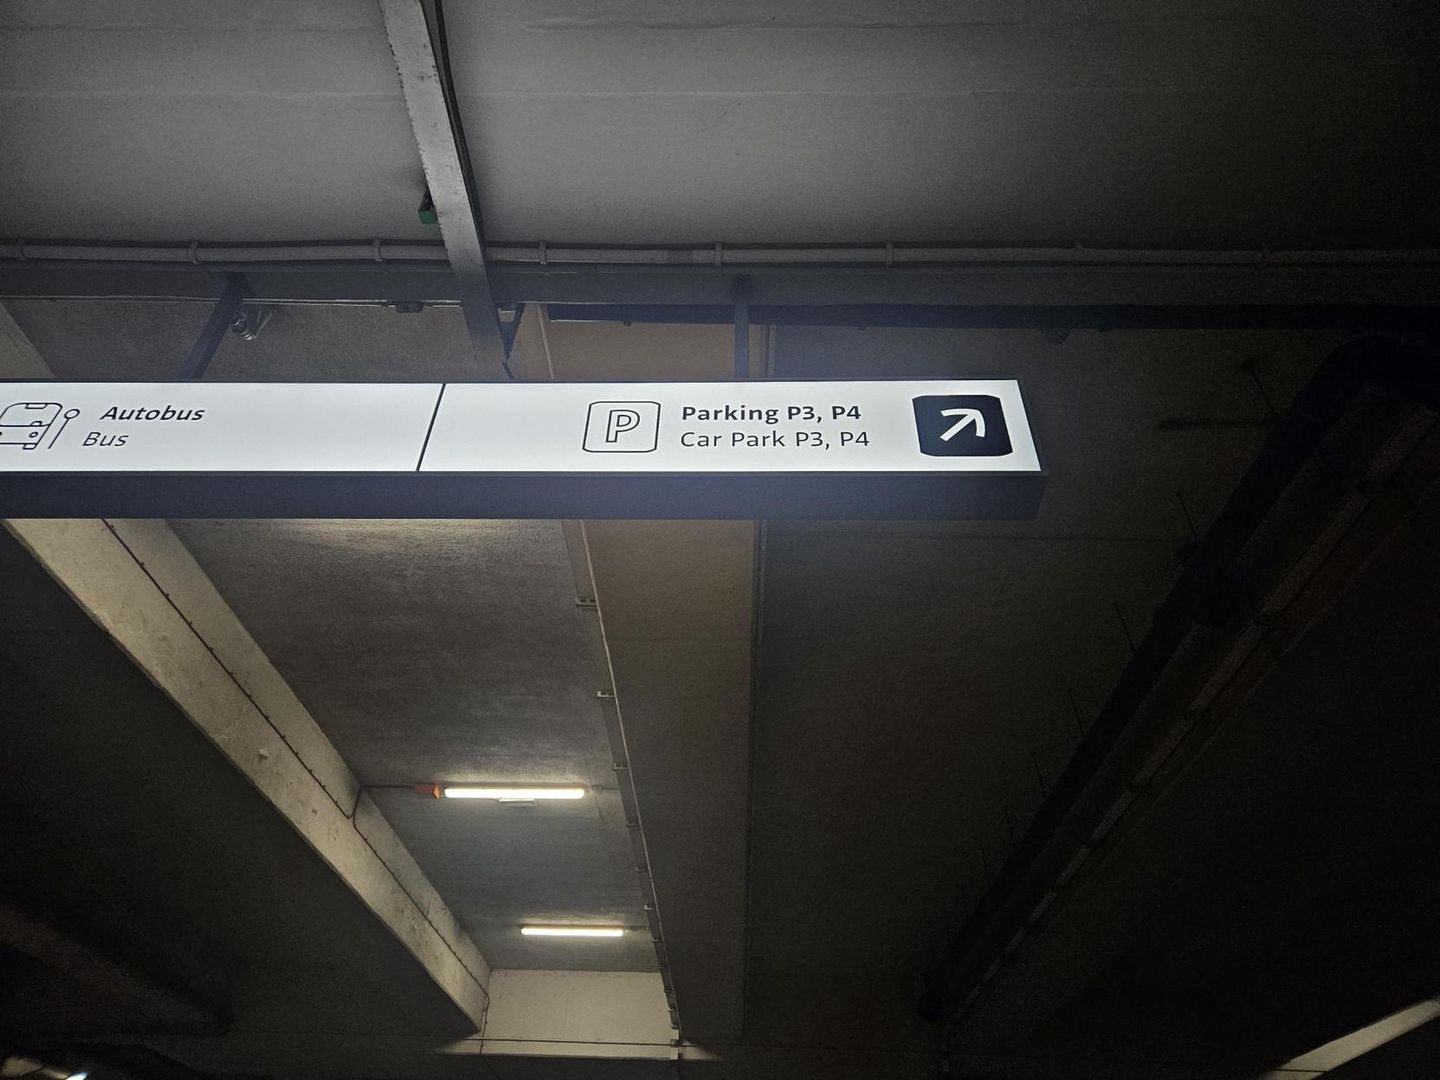 Autobus
Bus
P
Parking P3, P4
Car Park P3, P4